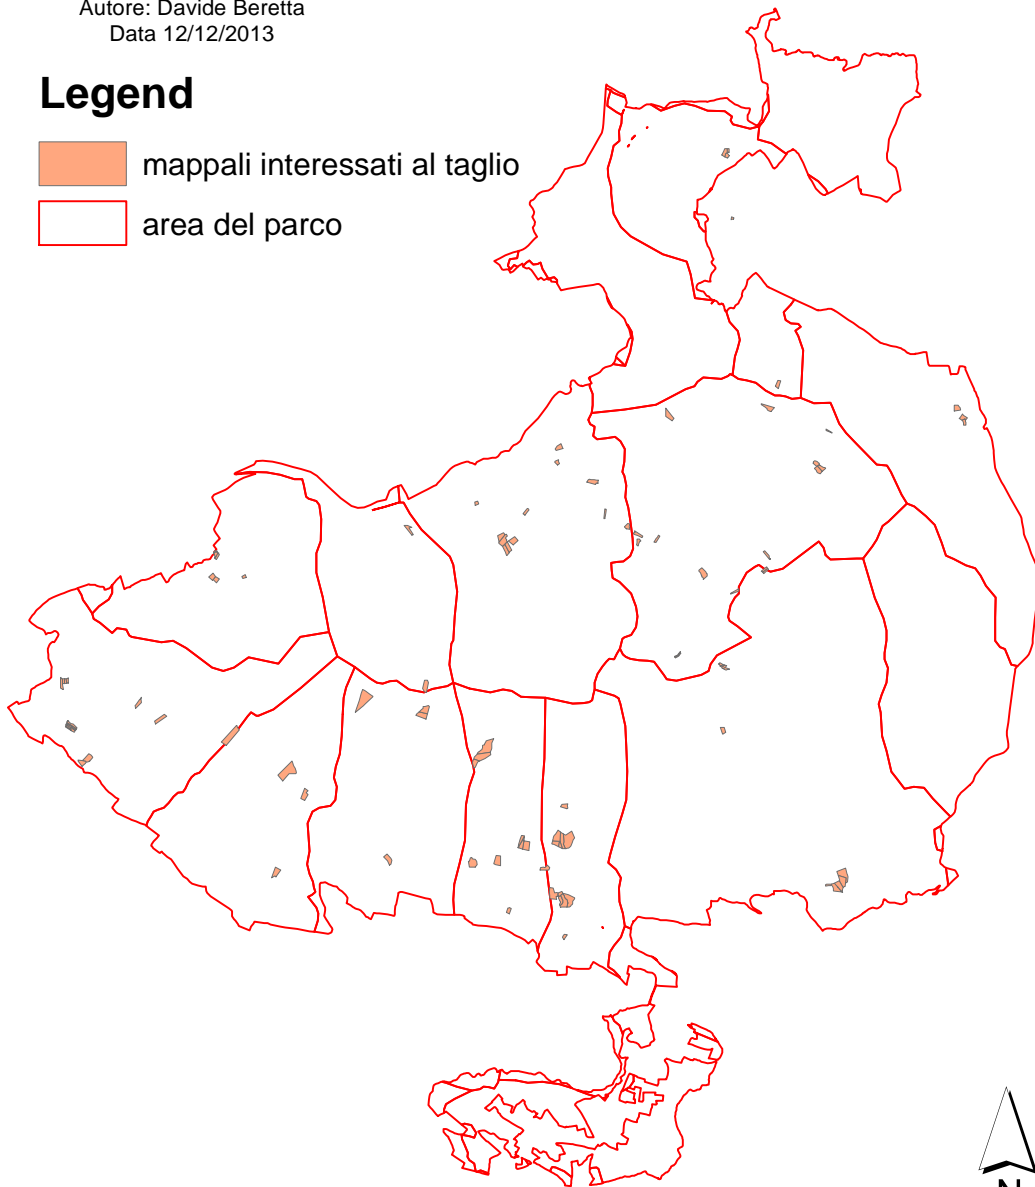 Autore: Davide Beretta
Data 12/12/2013
Legend
mappali interessati al taglio
area del parco
N